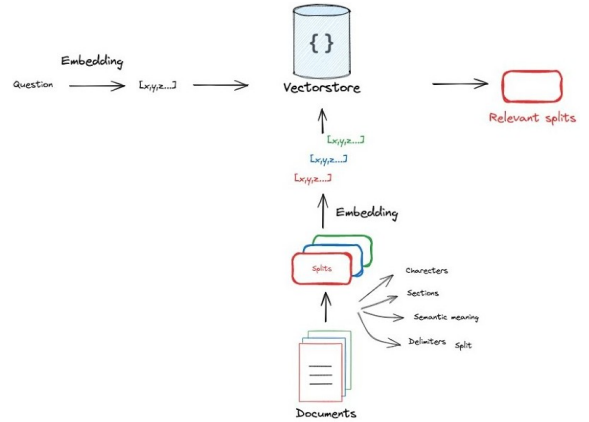 { }
Embedding
Question
[x,y,z...]
Vectorstore
Relevant splits
[x,y,z...]
[x,y,z...]
[x,y,z...]
Embedding
Splits
Charecters
Sections
Semantic meaning
Delimiters Split
Documents